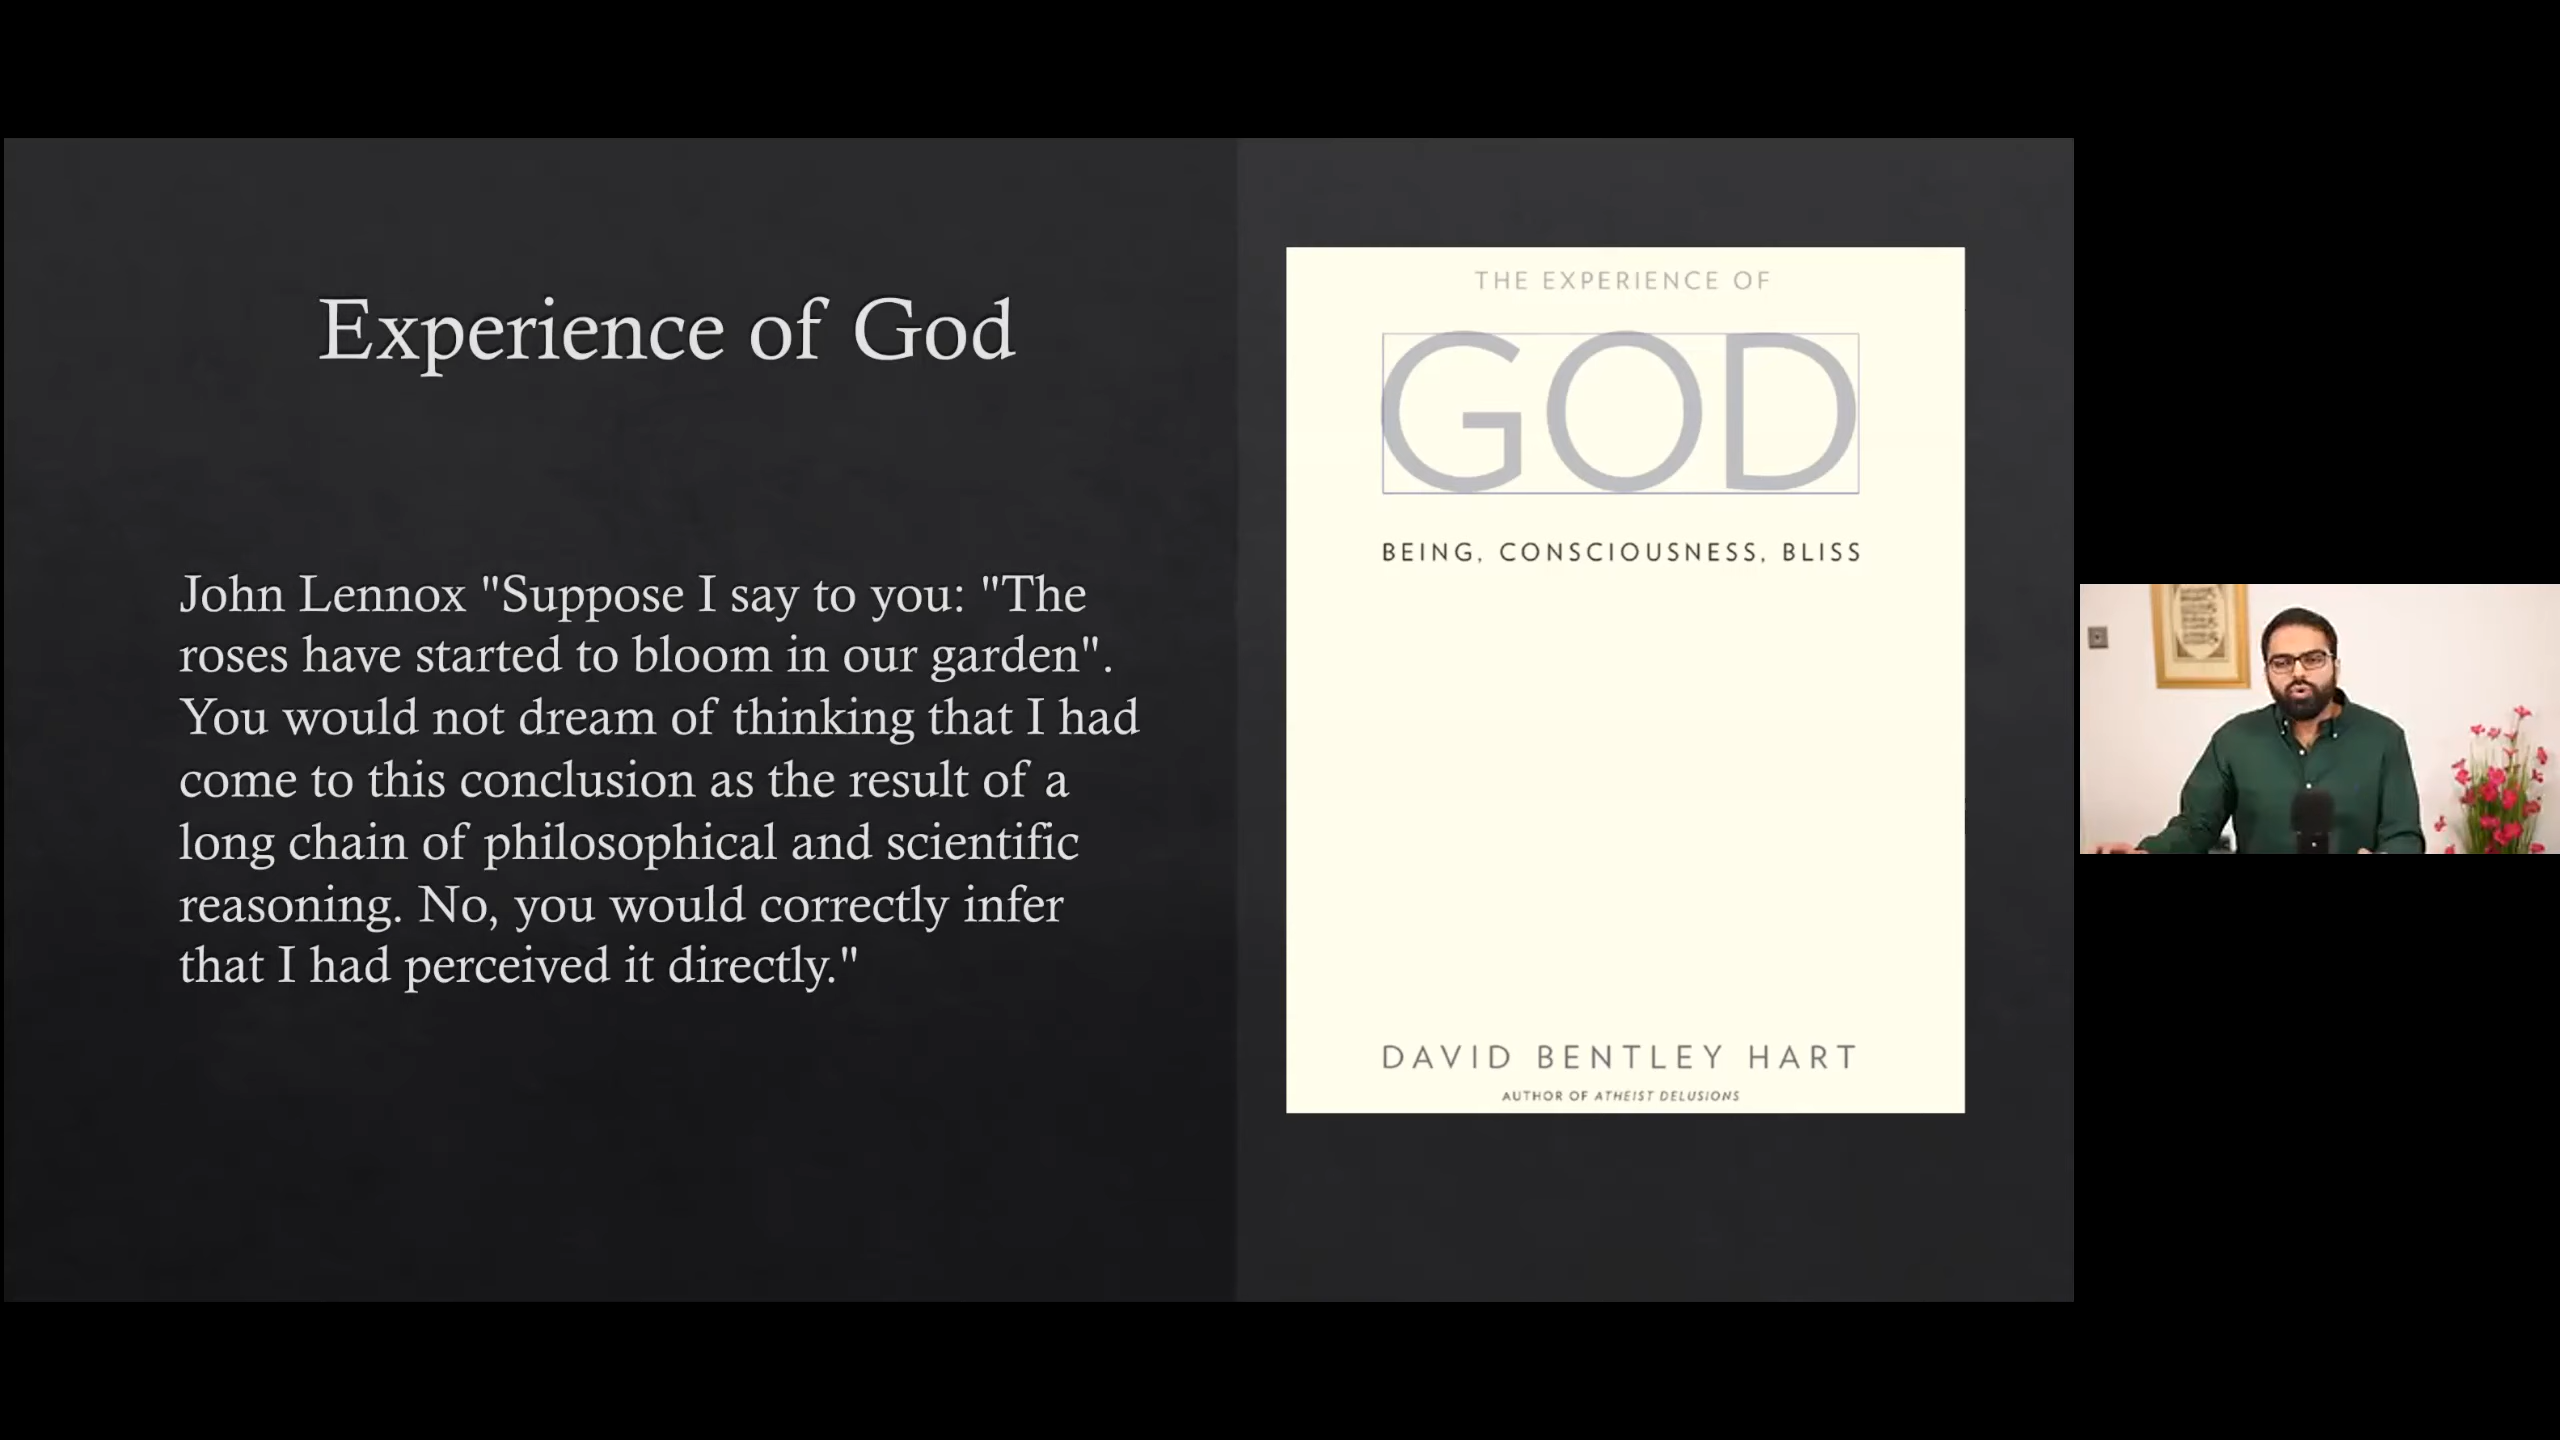 Experience of God
John Lennox "Suppose I say to you: "The
roses have started to bloom in our garden".
You would not dream of thinking that I had
come to this conclusion as the result of a
long chain of philosophical and scientific
reasoning. No, you would correctly infer
that I had perceived it directly."
THE EXPERIENCE OF
GOD
BEING, CONSCIOUSNESS, BLISS
DAVID BENTLEY HART
AUTHOR OF ATHEIST DELUSIONS